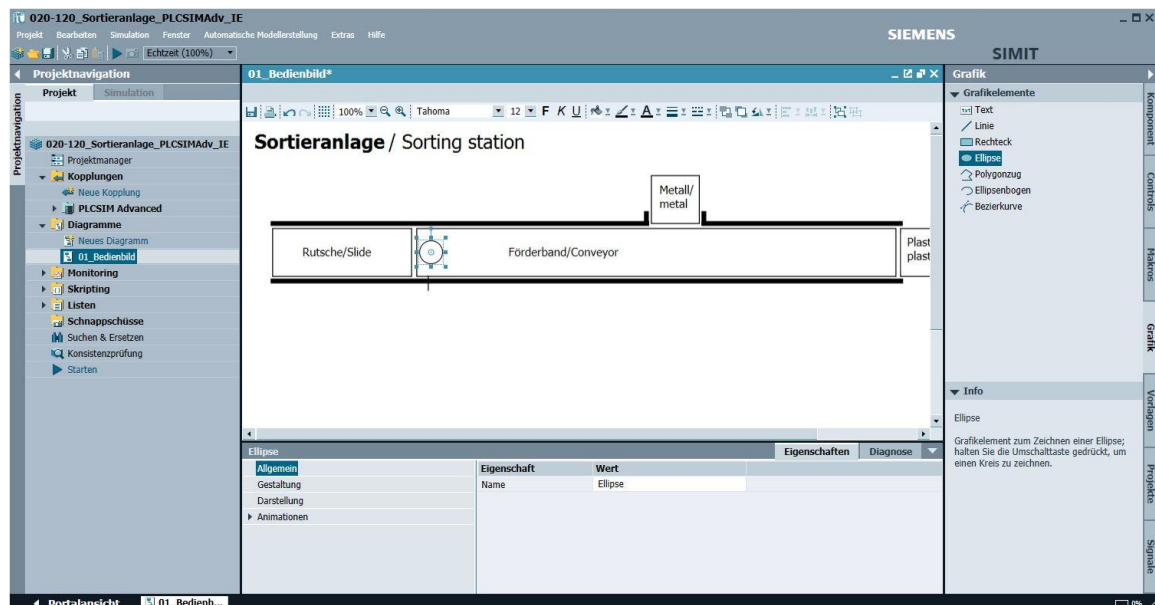 020-120_Sortieranlage_PLCSIMAdv_IE
Projekt Bearbeiten Simulation Fenster Automatische Modellerstellung Extras Hilfe
SIEMENS
Echtzeit (100%)
SIMIT
Projektnavigation
01_Bedienbild*
Grafik
Projekt Simulation
Projektnavigation
020-120_Sortieranlage_PLCSIMAdv_IE
Projektmanager
Kopplungen
Neue Kopplung
PLCSIM Advanced
Diagramme
Neues Diagramm
01_Bedienbild
Monitoring
Skripting
Listen
Schnappschüsse
Suchen & Ersetzen
Konsistenzprüfung
Starten
100% Tahoma 12 F K U A
Sortieranlage / Sorting station
Metall/
metal
Rutsche/Slide
Förderband/Conveyor
Plast
plast
Grafikelemente
Text
Linie
Rechteck
Ellipse
Polygonzug
Ellipsenbogen
Bezierkurve
Info
Ellipse
Grafikelement zum Zeichnen einer Ellipse;
halten Sie die Umschalttaste gedrückt, um
einen Kreis zu zeichnen.
Komponent
Controls
Makros
Grafik
Vorlagen
Projekte
Signale
Ellipse
Eigenschaften Diagnose
Allgemein
Gestaltung
Darstellung
Animationen
Eigenschaft Wert
Name Ellipse
Portalansicht 01_Bedienb...
0%